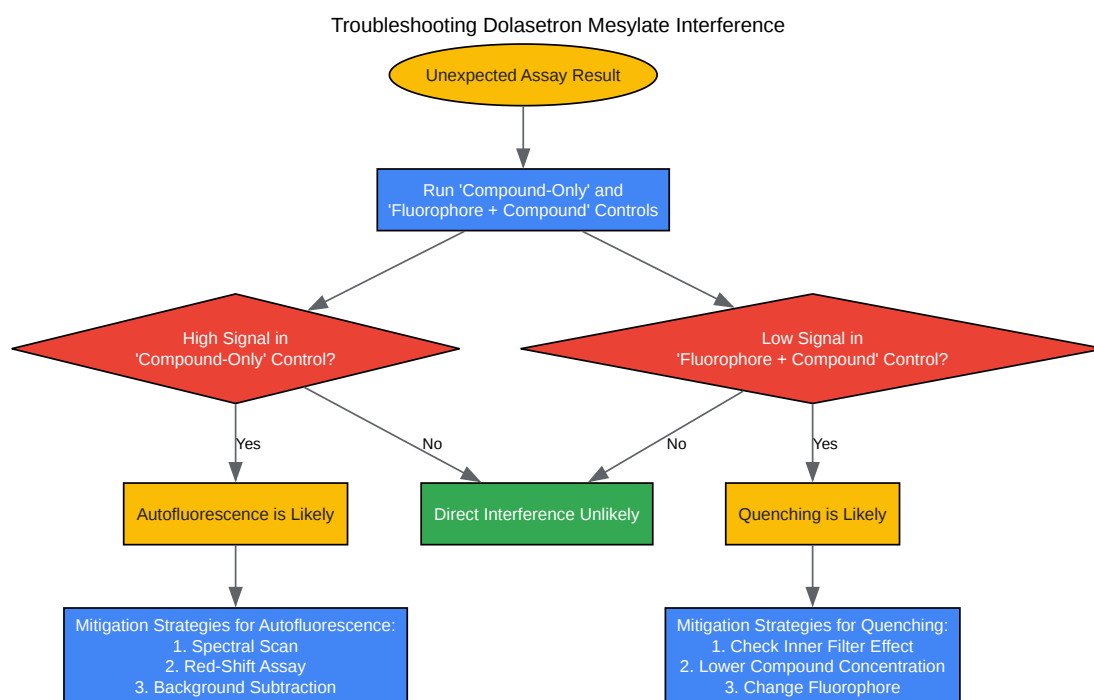 Troubleshooting Dolasetron Mesylate Interference
Unexpected Assay Result
Run 'Compound-Only' and
'Fluorophore + Compound' Controls
High Signal in
'Compound-Only' Control?
Low Signal in
'Fluorophore + Compound' Control?
Yes
No
No
Yes
Autofluorescence is Likely
Direct Interference Unlikely
Quenching is Likely
Mitigation Strategies for Autofluorescence:
1. Spectral Scan
2. Red-Shift Assay
3. Background Subtraction
Mitigation Strategies for Quenching:
1. Check Inner Filter Effect
2. Lower Compound Concentration
3. Change Fluorophore